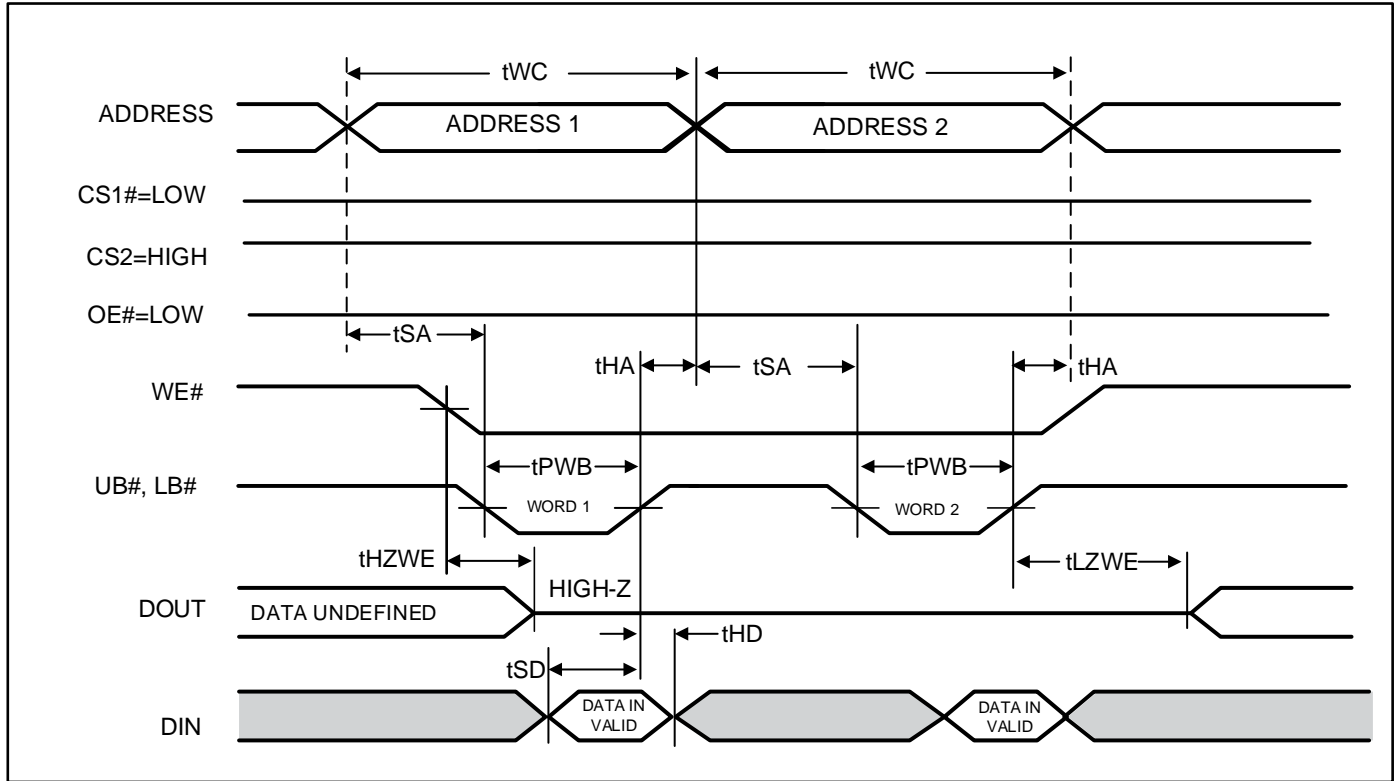 tWC tWC
ADDRESS ADDRESS 1 ADDRESS 2
CS1#=LOW
CS2=HIGH
OE#=LOW
tSA
tHA tSA tHA
WE#
tPWB tPWB
UB#, LB# WORD 1 WORD 2
tHZWE tLZWE
HIGH-Z
DOUT DATA UNDEFINED
tHD
tSD
DIN DATA IN VALID DATA IN VALID